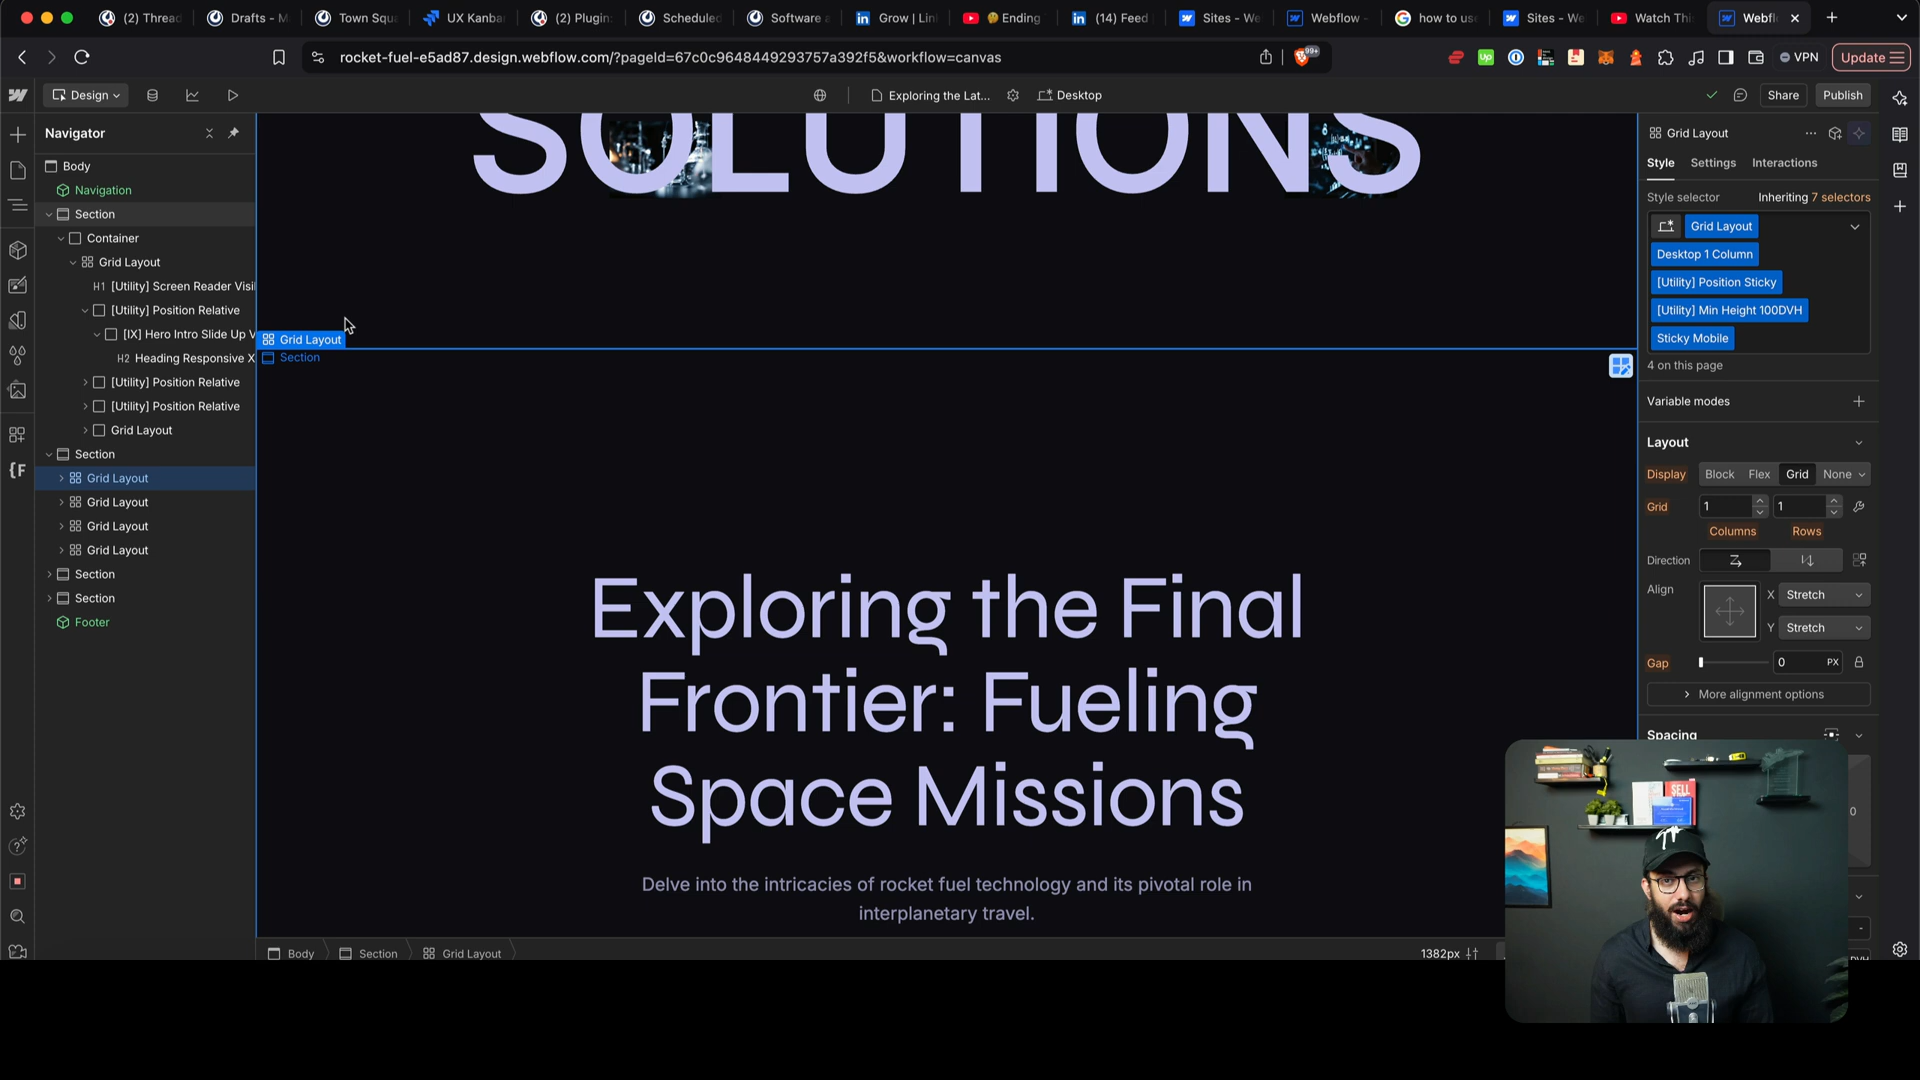 (2) Thread
Drafts - M
Town Squa
UX Kanba
(2) Plugin
Scheduled
Software a
Grow | Lin
Ending
(14) Feed
Sites - We
Webflow -
how to us
Sites - We
Watch Thi
Webfl
rocket-fuel-e5ad87.design.webflow.com/?pageId=67c0c9648449293757a392f5&workflow=canvas
99+
VPN
Update
Design
Exploring the Lat...
Desktop
Share
Publish
Navigator
Body
Navigation
Section
Container
Grid Layout
H1 [Utility] Screen Reader Visi
[Utility] Position Relative
[IX] Hero Intro Slide Up V
H2 Heading Responsive X
[Utility] Position Relative
[Utility] Position Relative
Grid Layout
Section
Grid Layout
Grid Layout
Grid Layout
Grid Layout
Section
Section
Footer
SOLUTIONS
Grid Layout
Section
Exploring the Final
Frontier: Fueling
Space Missions
Delve into the intricacies of rocket fuel technology and its pivotal role in
interplanetary travel.
Body
Section
Grid Layout
1382px
Grid Layout
Style
Settings
Interactions
Style selector
Inheriting 7 selectors
Grid Layout
Desktop 1 Column
[Utility] Position Sticky
[Utility] Min Height 100DVH
Sticky Mobile
4 on this page
Variable modes
Layout
Display
Block
Flex
Grid
None
Grid
1
1
Columns
Rows
Direction
Align
X
Stretch
Y
Stretch
Gap
0
PX
More alignment options
Spacing
0
SELL